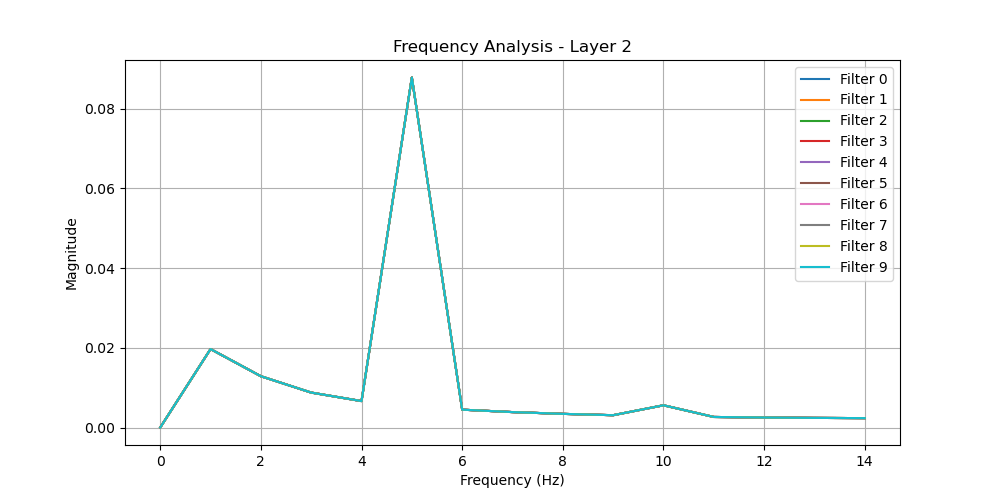 Frequency Analysis - Layer 2
Magnitude
0.08
0.06
0.04
0.02
0.00
0 2 4 6 8 10 12 14
Frequency (Hz)
Filter 0
Filter 1
Filter 2
Filter 3
Filter 4
Filter 5
Filter 6
Filter 7
Filter 8
Filter 9